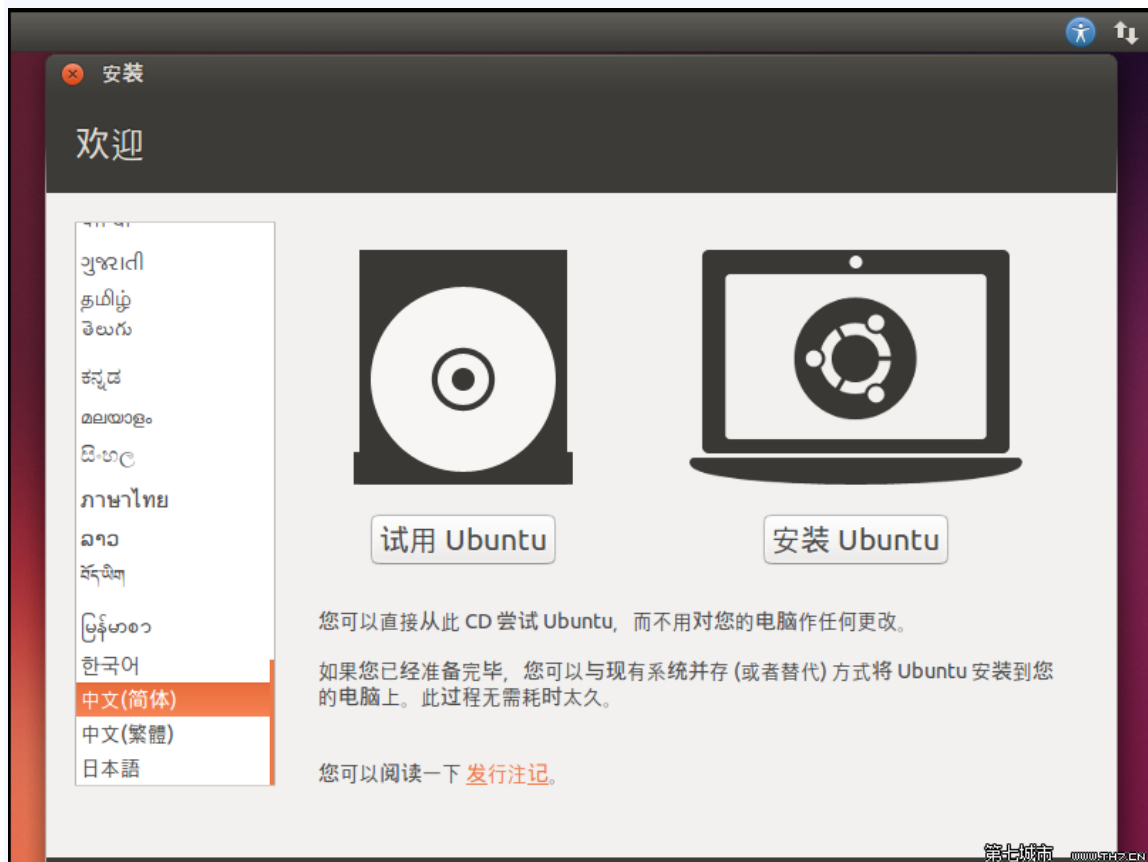 安装
欢迎
ગુજરાતી
தமிழ்
తెలుగు
ಕನ್ನಡ
മലയാളം
සිංහල
ภาษาไทย
ລາວ
བོད་ཡིག
မြန်မာစာ
한국어
中文(简体)
中文(繁體)
日本語
试用 Ubuntu
安装 Ubuntu
您可以直接从此 CD 尝试 Ubuntu，而不用对您的电脑作任何更改。
如果您已经准备完毕，您可以与现有系统并存 (或者替代) 方式将 Ubuntu 安装到您
的电脑上。此过程无需耗时太久。
您可以阅读一下 发行注记。
第七城市 www.TH7.CN